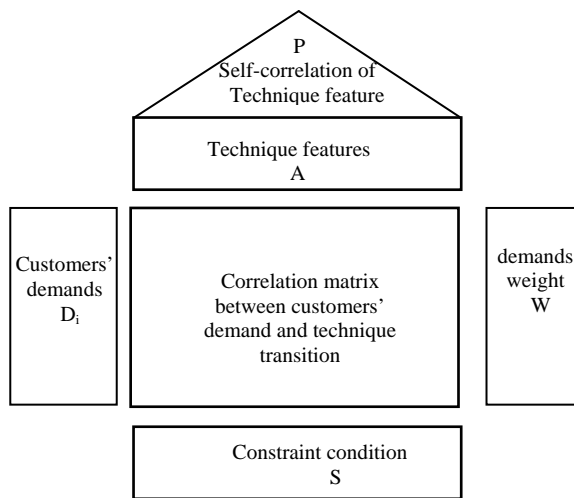 P
Self-correlation of
Technique feature
Technique features
A
Customers’
demands
Di
Correlation matrix
between customers’
demand and technique
transition
demands
weight
W
Constraint condition
S